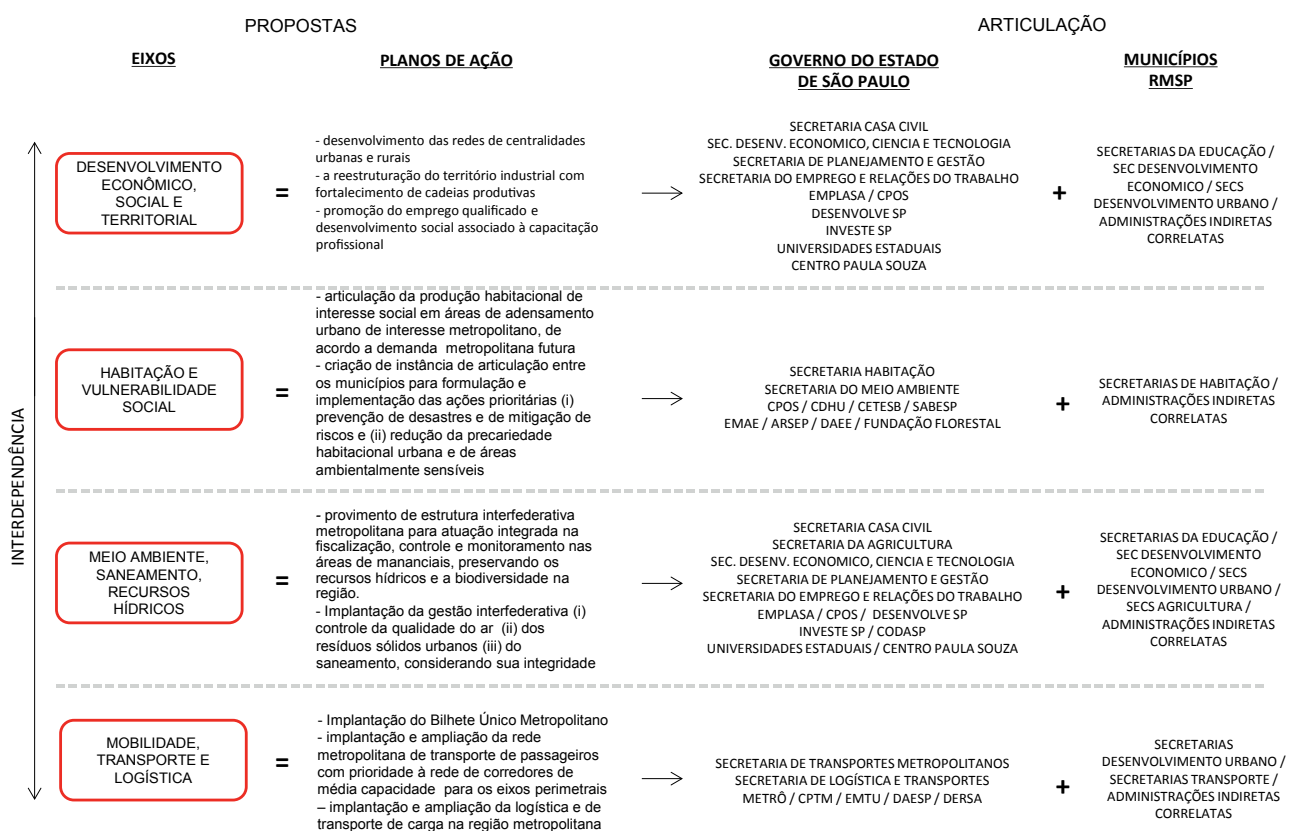 PROPOSTAS
ARTICULAÇÃO
EIXOS
PLANOS DE AÇÃO
GOVERNO DO ESTADO
DE SÃO PAULO
MUNICÍPIOS
RMSP
INTERDEPENDÊNCIA
DESENVOLVIMENTO
ECONÔMICO,
SOCIAL E
TERRITORIAL
=
- desenvolvimento das redes de centralidades
urbanas e rurais
- a reestruturação do território industrial com
fortalecimento de cadeias produtivas
- promoção do emprego qualificado e
desenvolvimento social associado à capacitação
profissional
SECRETARIA CASA CIVIL
SEC. DESENV. ECONOMICO, CIENCIA E TECNOLOGIA
SECRETARIA DE PLANEJAMENTO E GESTÃO
SECRETARIA DO EMPREGO E RELAÇÕES DO TRABALHO
EMPLASA / CPOS
DESENVOLVE SP
INVESTE SP
UNIVERSIDADES ESTADUAIS
CENTRO PAULA SOUZA
+
SECRETARIAS DA EDUCAÇÃO /
SEC DESENVOLVIMENTO
ECONOMICO / SECS
DESENVOLVIMENTO URBANO /
ADMINISTRAÇÕES INDIRETAS
CORRELATAS
HABITAÇÃO E
VULNERABILIDADE
SOCIAL
=
- articulação da produção habitacional de
interesse social em áreas de adensamento
urbano de interesse metropolitano, de
acordo a demanda metropolitana futura
- criação de instância de articulação entre
os municípios para formulação e
implementação das ações prioritárias (i)
prevenção de desastres e de mitigação de
riscos e (ii) redução da precariedade
habitacional urbana e de áreas
ambientalmente sensíveis
SECRETARIA HABITAÇÃO
SECRETARIA DO MEIO AMBIENTE
CPOS / CDHU / CETESB / SABESP
EMAE / ARSEP / DAEE / FUNDAÇÃO FLORESTAL
+
SECRETARIAS DE HABITAÇÃO /
ADMINISTRAÇÕES INDIRETAS
CORRELATAS
MEIO AMBIENTE,
SANEAMENTO,
RECURSOS
HÍDRICOS
=
- provimento de estrutura interfederativa
metropolitana para atuação integrada na
fiscalização, controle e monitoramento nas
áreas de mananciais, preservando os
recursos hídricos e a biodiversidade na
região.
- Implantação da gestão interfederativa (i)
controle da qualidade do ar (ii) dos
resíduos sólidos urbanos (iii) do
saneamento, considerando sua integridade
SECRETARIA CASA CIVIL
SECRETARIA DA AGRICULTURA
SEC. DESENV. ECONOMICO, CIENCIA E TECNOLOGIA
SECRETARIA DE PLANEJAMENTO E GESTÃO
SECRETARIA DO EMPREGO E RELAÇÕES DO TRABALHO
EMPLASA / CPOS / DESENVOLVE SP
INVESTE SP / CODASP
UNIVERSIDADES ESTADUAIS / CENTRO PAULA SOUZA
+
SECRETARIAS DA EDUCAÇÃO /
SEC DESENVOLVIMENTO
ECONOMICO / SECS
DESENVOLVIMENTO URBANO /
SECS AGRICULTURA /
ADMINISTRAÇÕES INDIRETAS
CORRELATAS
MOBILIDADE,
TRANSPORTE E
LOGÍSTICA
=
- Implantação do Bilhete Único Metropolitano
- implantação e ampliação da rede
metropolitana de transporte de passageiros
com prioridade à rede de corredores de
média capacidade para os eixos perimetrais
– implantação e ampliação da logística e de
transporte de carga na região metropolitana
SECRETARIA DE TRANSPORTES METROPOLITANOS
SECRETARIA DE LOGÍSTICA E TRANSPORTES
METRÔ / CPTM / EMTU / DAESP / DERSA
+
SECRETARIAS
DESENVOLVIMENTO URBANO /
SECRETARIAS TRANSPORTE /
ADMINISTRAÇÕES INDIRETAS
CORRELATAS